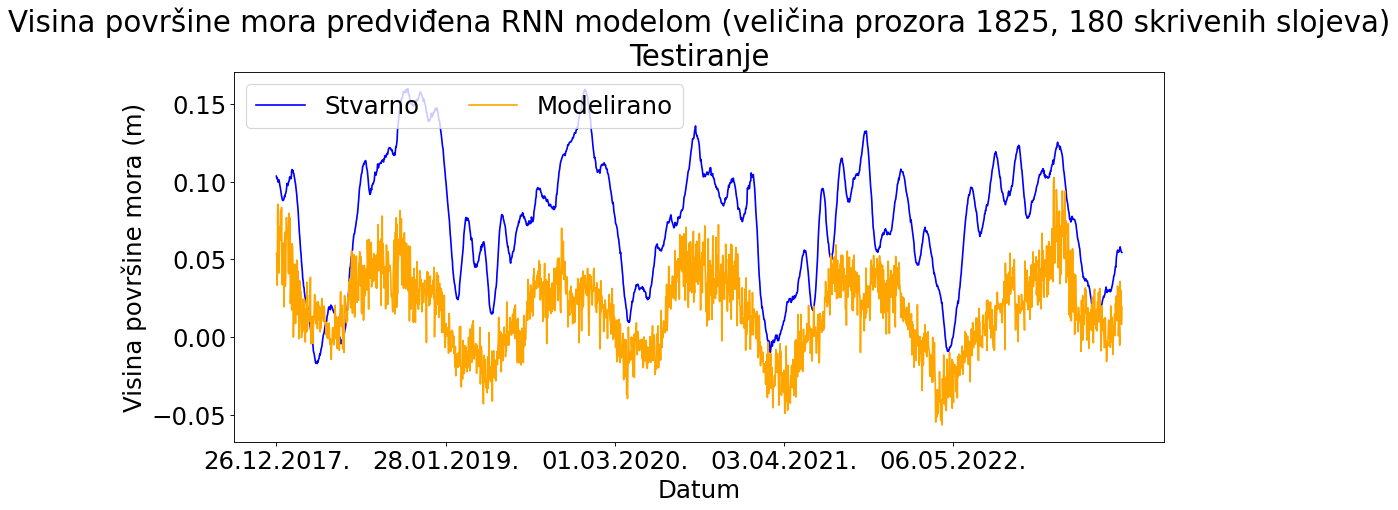 Visina površine mora predviđena RNN modelom (veličina prozora 1825, 180 skrivenih slojeva)
Testiranje
Stvarno
Modelirano
Visina površine mora (m)
0.15
0.10
0.05
0.00
−0.05
26.12.2017.
28.01.2019.
01.03.2020.
03.04.2021.
06.05.2022.
Datum